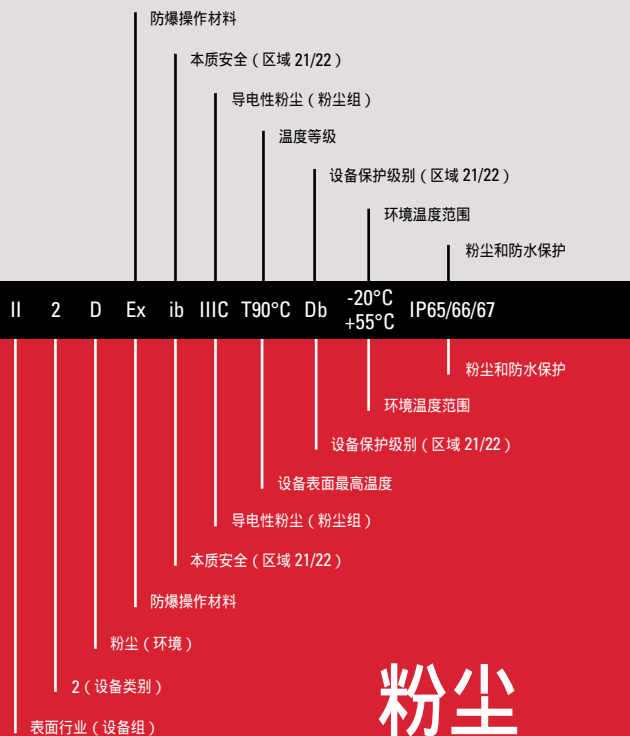 防爆操作材料
本质安全（区域 21/22）
导电性粉尘（粉尘组）
温度等级
设备保护级别（区域 21/22）
环境温度范围
粉尘和防水保护
II 2 D Ex ib IIIC T90°C Db -20°C +55°C IP65/66/67
粉尘和防水保护
环境温度范围
设备保护级别（区域 21/22）
设备表面最高温度
导电性粉尘（粉尘组）
本质安全（区域 21/22）
防爆操作材料
粉尘（环境）
2（设备类别）
表面行业（设备组）
粉尘